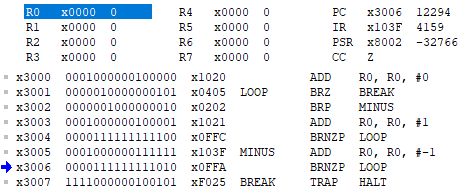 R0 x0000 0 R4 x0000 0 PC x3006 12294
R1 x0000 0 R5 x0000 0 IR x103F 4159
R2 x0000 0 R6 x0000 0 PSR x8002 -32766
R3 x0000 0 R7 x0000 0 CC Z
x3000 0001000000100000 x1020 ADD R0, R0, #0
x3001 0000010000000101 x0405 LOOP BRZ BREAK
x3002 0000001000000010 x0202 BRP MINUS
x3003 0001000000100001 x1021 ADD R0, R0, #1
x3004 0000111111111100 x0FFC BRNZP LOOP
x3005 0001000000111111 x103F MINUS ADD R0, R0, #-1
x3006 0000111111111010 x0FFA BRNZP LOOP
x3007 1111000000100101 xF025 BREAK TRAP HALT